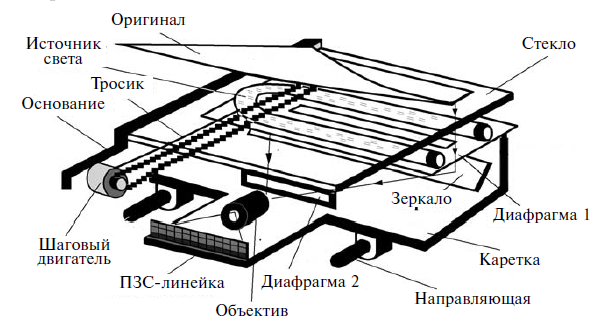 Оригинал
Источник
света
Стекло
Тросик
Основание
Зеркало
Диафрагма 1
Шаговый
двигатель
Каретка
ПЗС-линейка
Диафрагма 2
Направляющая
Объектив